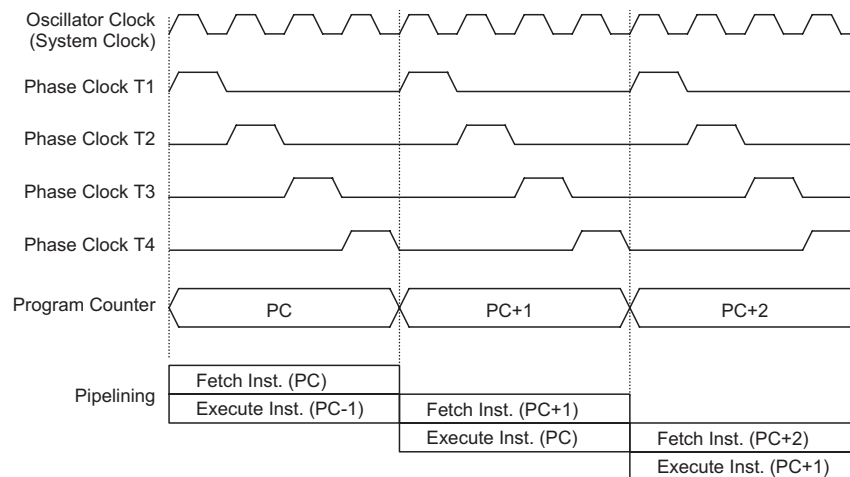 Oscillator Clock
(System Clock)
Phase Clock T1
Phase Clock T2
Phase Clock T3
Phase Clock T4
Program Counter
PC
PC+1
PC+2
Pipelining
Fetch Inst. (PC)
Execute Inst. (PC-1)
Fetch Inst. (PC+1)
Execute Inst. (PC)
Fetch Inst. (PC+2)
Execute Inst. (PC+1)